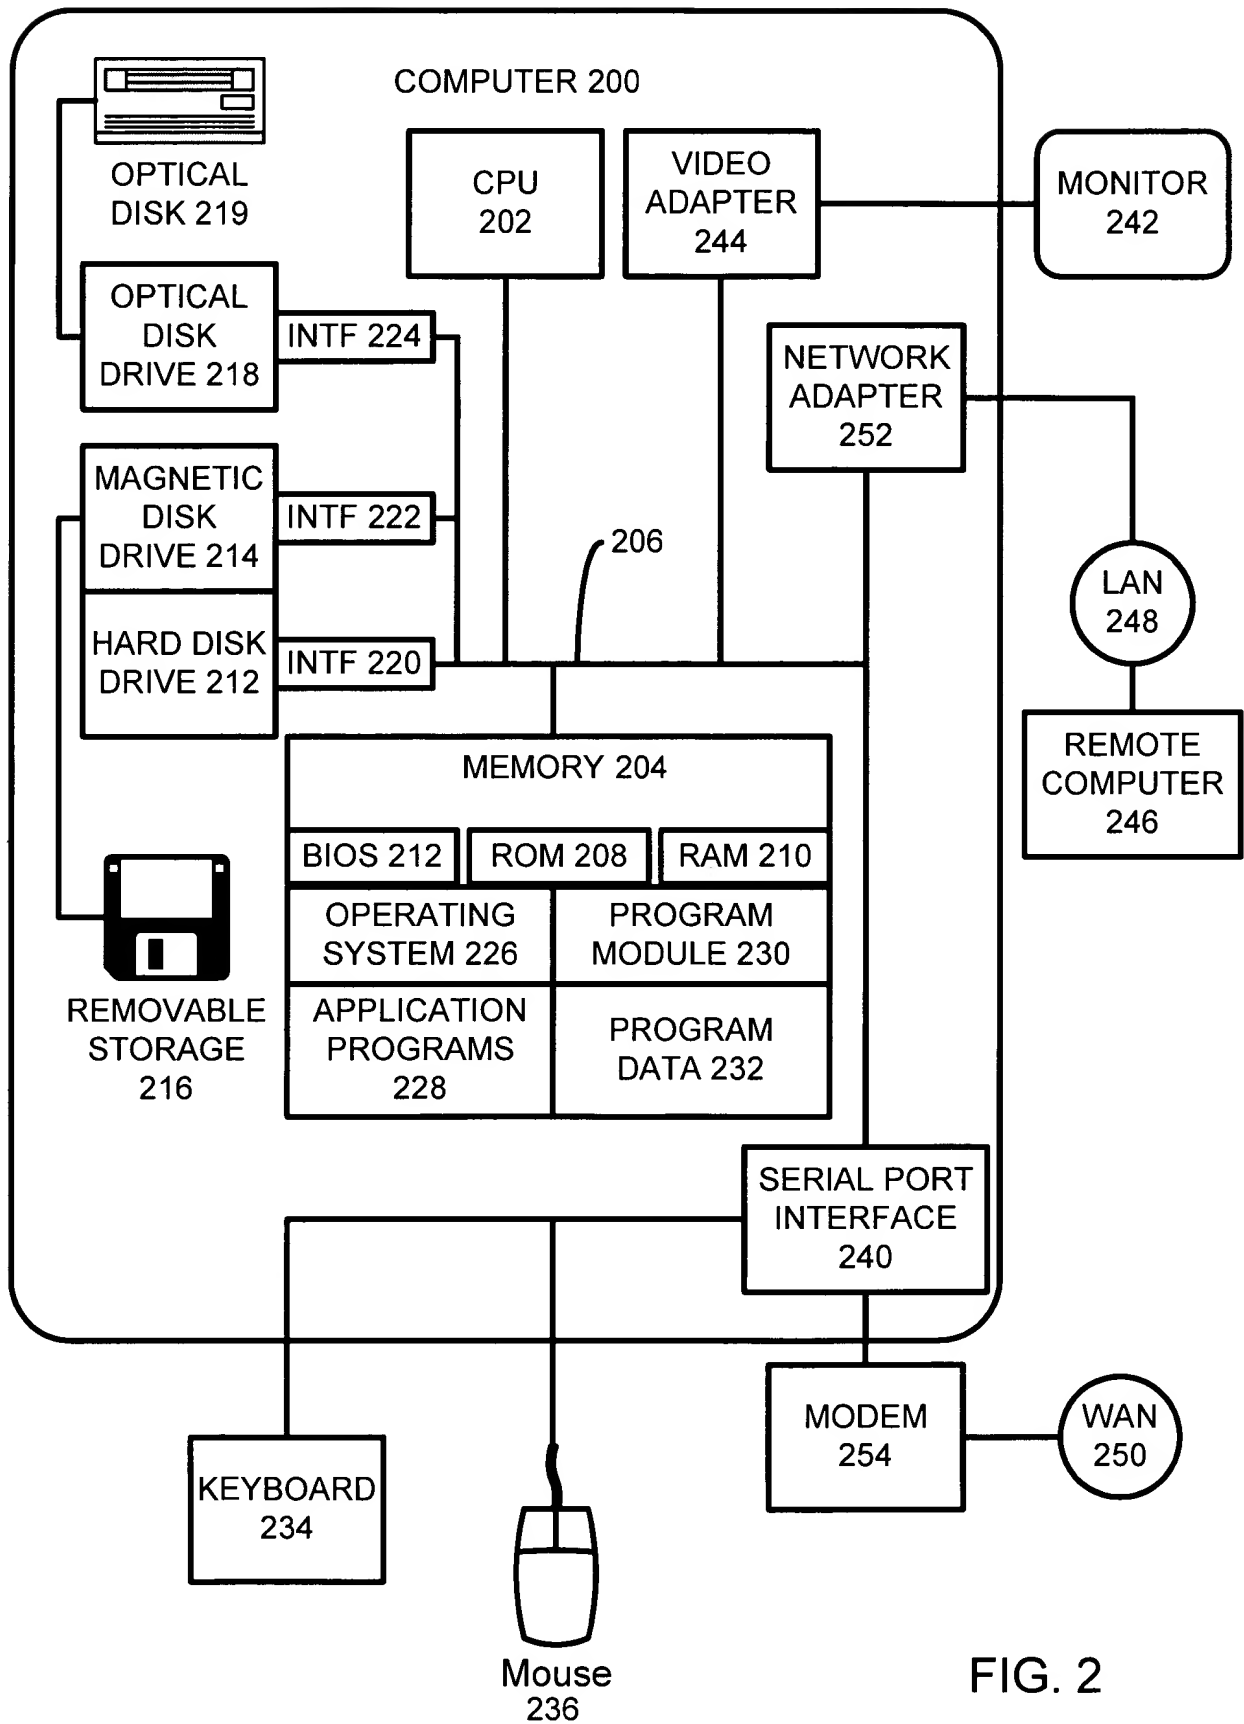 COMPUTER 200
OPTICAL
DISK 219
CPU
202
VIDEO
ADAPTER
244
MONITOR
242
OPTICAL
DISK
DRIVE 218
INTF 224
NETWORK
ADAPTER
252
MAGNETIC
DISK
DRIVE 214
INTF 222
206
LAN
248
HARD DISK
DRIVE 212
INTF 220
REMOTE
COMPUTER
246
MEMORY 204
BIOS 212
ROM 208
RAM 210
OPERATING
SYSTEM 226
PROGRAM
MODULE 230
REMOVABLE
STORAGE
216
APPLICATION
PROGRAMS
228
PROGRAM
DATA 232
SERIAL PORT
INTERFACE
240
MODEM
254
WAN
250
KEYBOARD
234
Mouse
236
FIG. 2